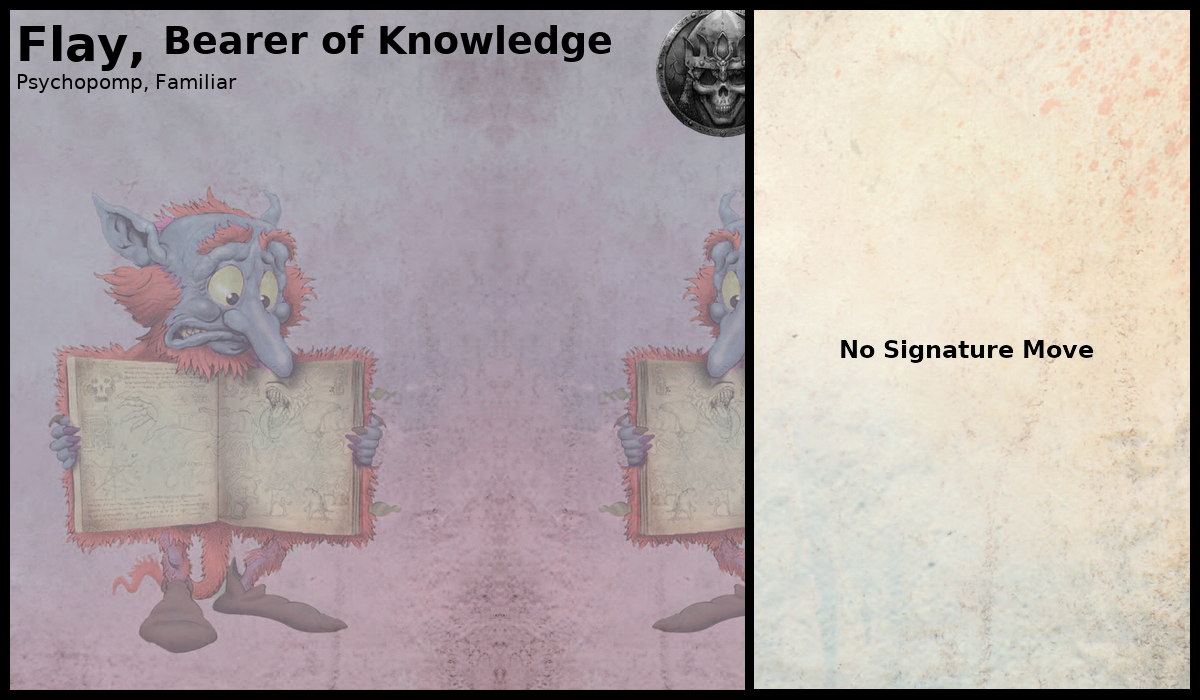 Flay, Bearer of Knowledge
Psychopomp, Familiar
No Signature Move